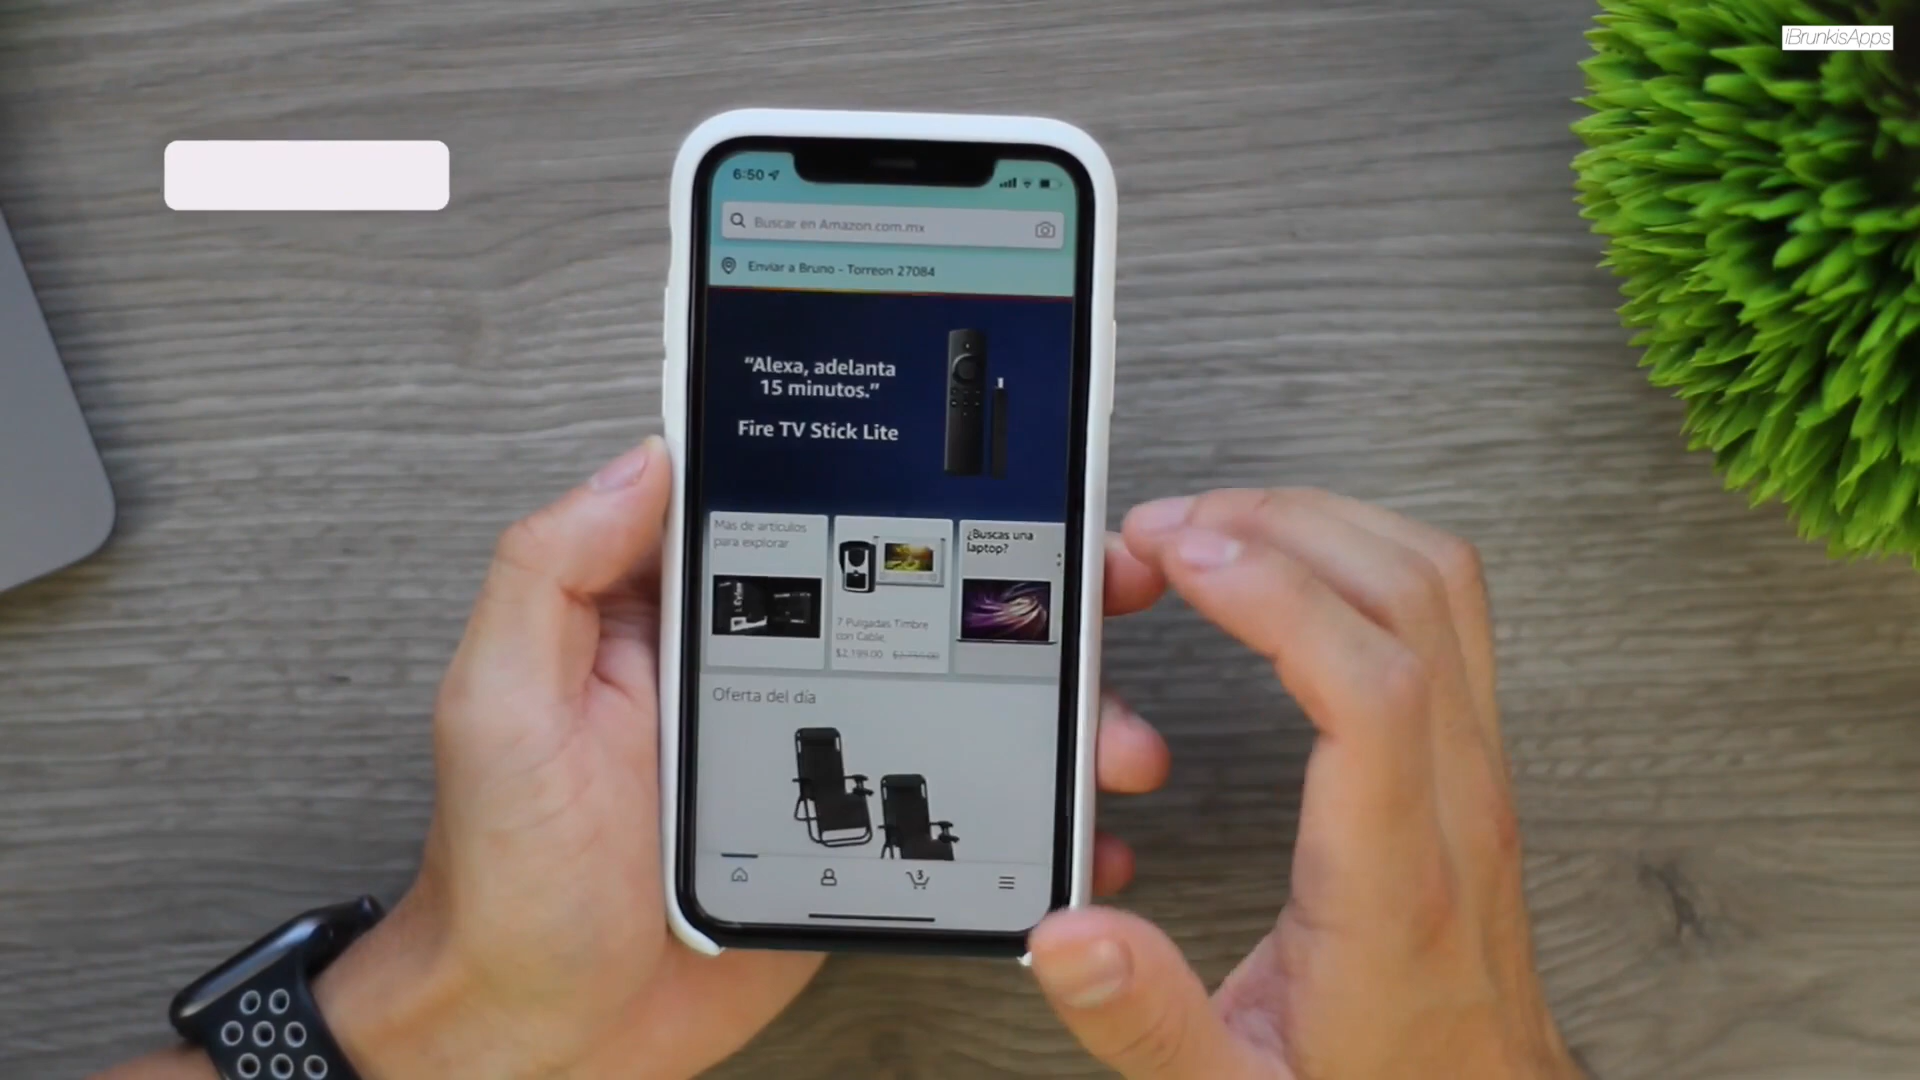 iBrunkisApps
6:50
Buscar en Amazon.com.mx
Enviar a Bruno - Torreon 27084
“Alexa, adelanta
15 minutos.”
Fire TV Stick Lite
Mas de artículos
para explorar
7 Pulgadas Timbre
con Cable,
$2,199.00
¿Buscas una
laptop?
Oferta del día
3